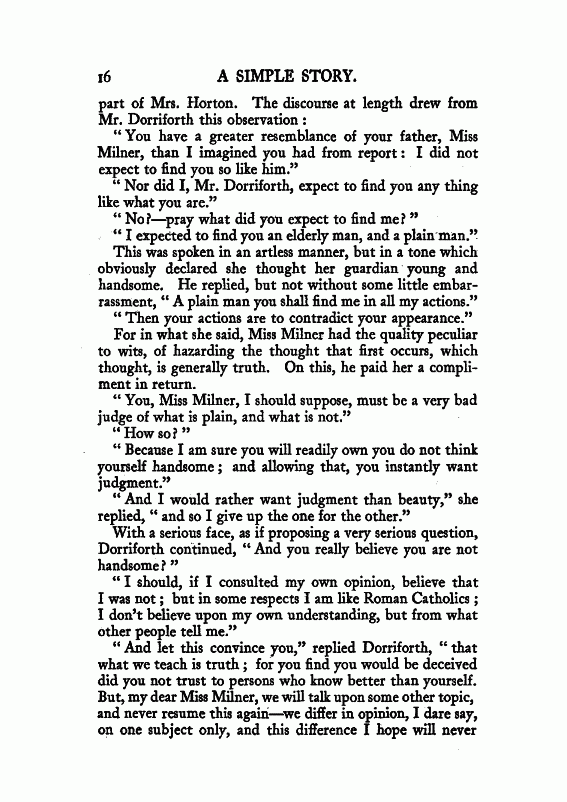 16 A SIMPLE STORY.
part of Mrs. Horton. The discourse at length drew from
Mr. Dorriforth this observation :
“ You have a greater resemblance of your father, Miss
Milner, than I imagined you had from report : I did not
expect to find you so like him.”
“ Nor did I, Mr. Dorriforth, expect to find you any thing
like what you are.”
“ No?—pray what did you expect to find me? ”
“ I expected to find you an elderly man, and a plain man.”
This was spoken in an artless manner, but in a tone which
obviously declared she thought her guardian young and
handsome. He replied, but not without some little embar-
rassment, “ A plain man you shall find me in all my actions.”
“ Then your actions are to contradict your appearance.”
For in what she said, Miss Milner had the quality peculiar
to wits, of hazarding the thought that first occurs, which
thought, is generally truth. On this, he paid her a compli-
ment in return.
“ You, Miss Milner, I should suppose, must be a very bad
judge of what is plain, and what is not.”
“ How so? ”
“ Because I am sure you will readily own you do not think
yourself handsome ; and allowing that, you instantly want
judgment.”
“ And I would rather want judgment than beauty,” she
replied, “ and so I give up the one for the other.”
With a serious face, as if proposing a very serious question,
Dorriforth continued, “ And you really believe you are not
handsome? ”
“ I should, if I consulted my own opinion, believe that
I was not ; but in some respects I am like Roman Catholics ;
I don’t believe upon my own understanding, but from what
other people tell me.”
“ And let this convince you,” replied Dorriforth, “ that
what we teach is truth ; for you find you would be deceived
did you not trust to persons who know better than yourself.
But, my dear Miss Milner, we will talk upon some other topic,
and never resume this again—we differ in opinion, I dare say,
on one subject only, and this difference I hope will never